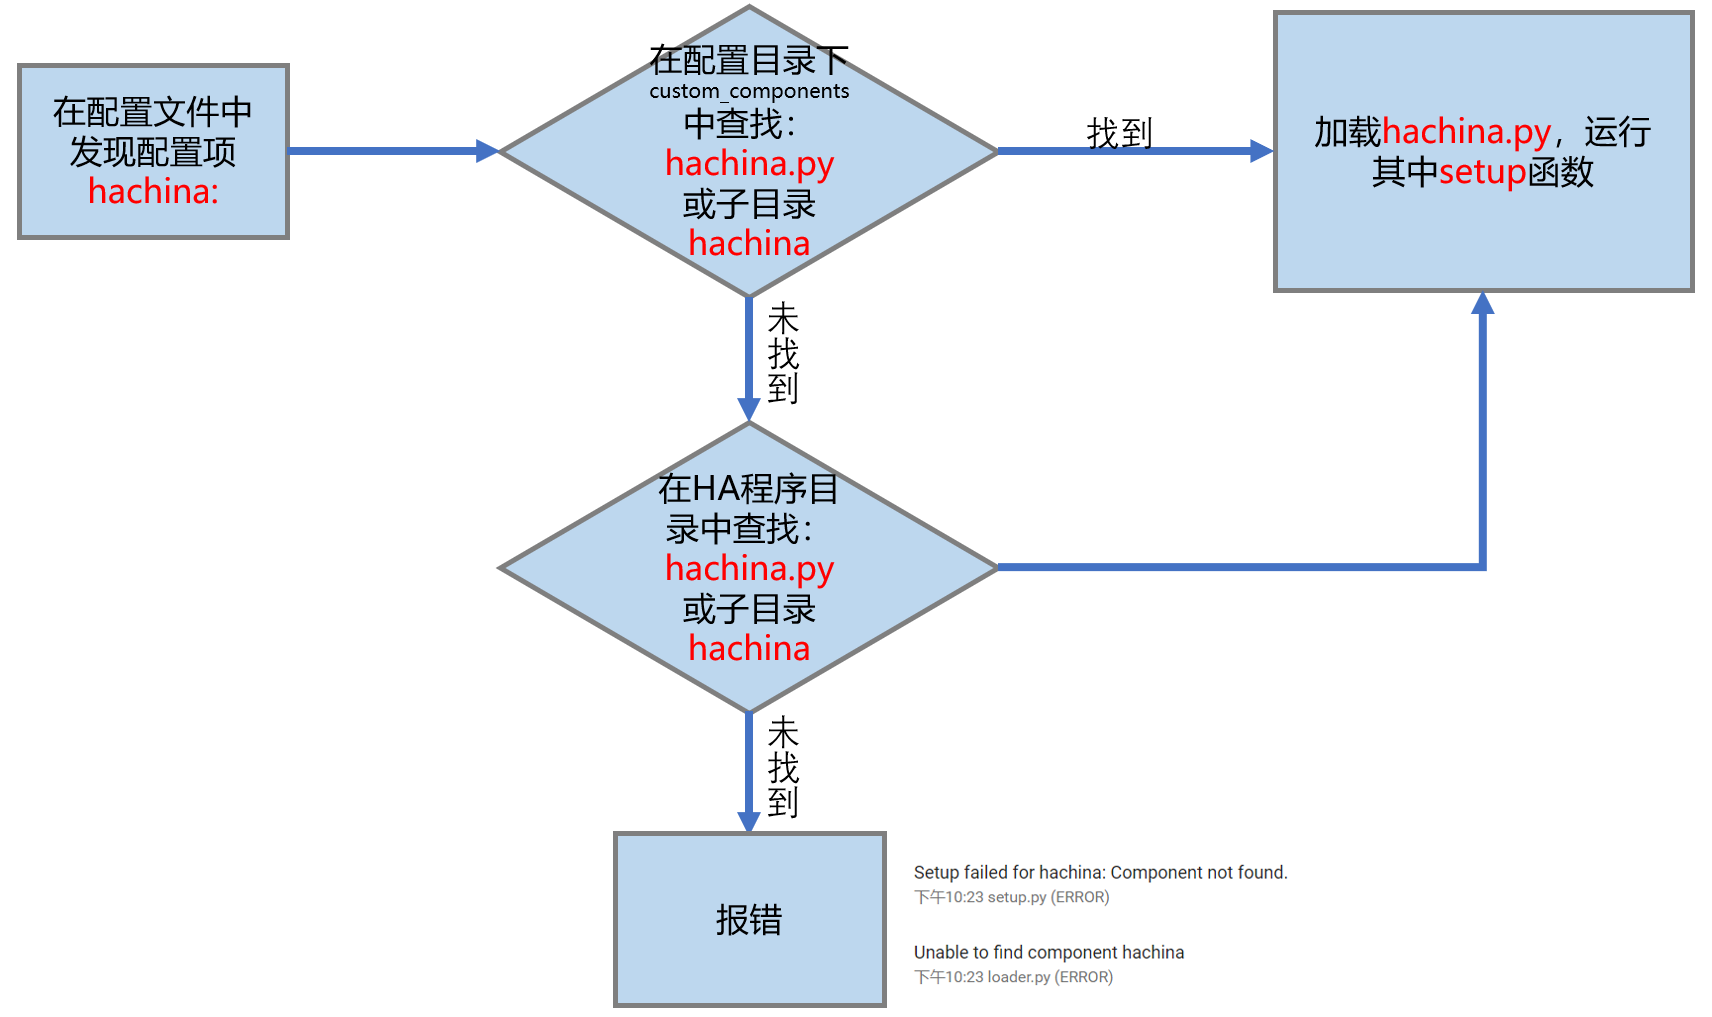 在配置文件中
发现配置项
hachina:
在配置目录下
custom_components
中查找：
hachina.py
或子目录
hachina
找到
加载hachina.py，运行
其中setup函数
未
找
到
在HA程序目
录中查找：
hachina.py
或子目录
hachina
未
找
到
报错
Setup failed for hachina: Component not found.
下午10:23 setup.py (ERROR)
Unable to find component hachina
下午10:23 loader.py (ERROR)